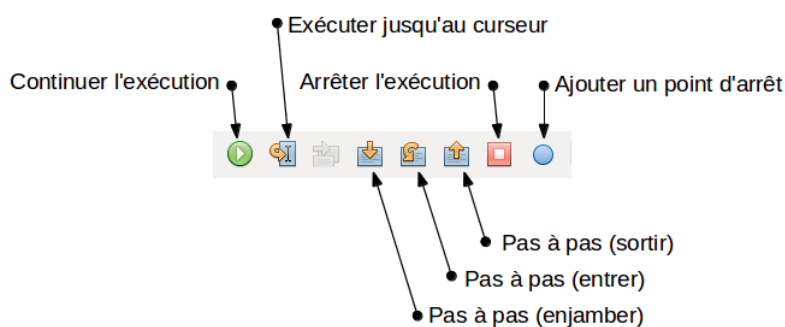 Exécuter jusqu'au curseur
Continuer l'exécution
Arrêter l'exécution
Ajouter un point d'arrêt
Pas à pas (sortir)
Pas à pas (entrer)
Pas à pas (enjamber)